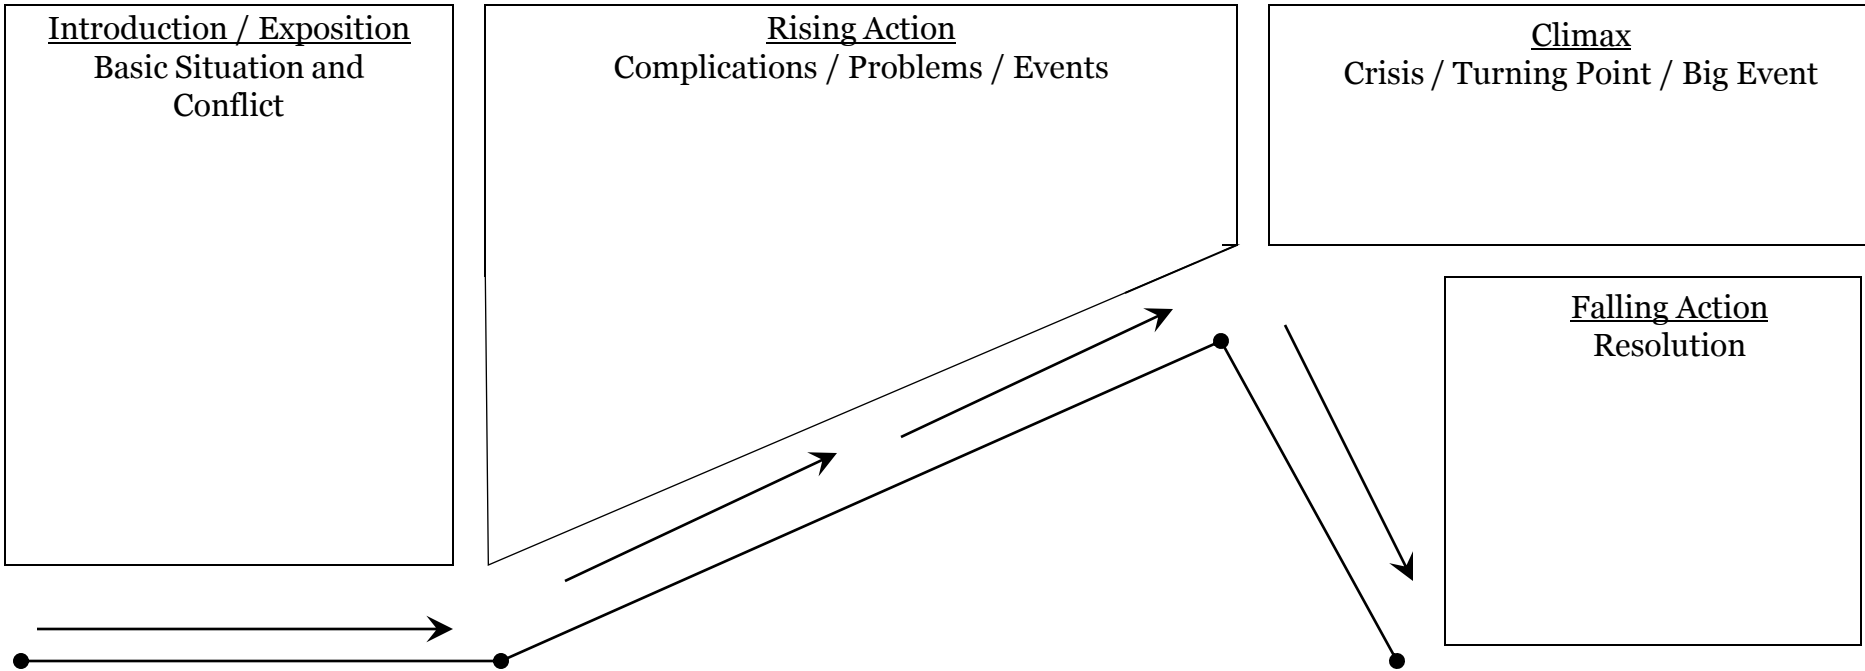 Introduction / Exposition
Basic Situation and
Conflict
Rising Action
Complications / Problems / Events
Climax
Crisis / Turning Point / Big Event
Falling Action
Resolution